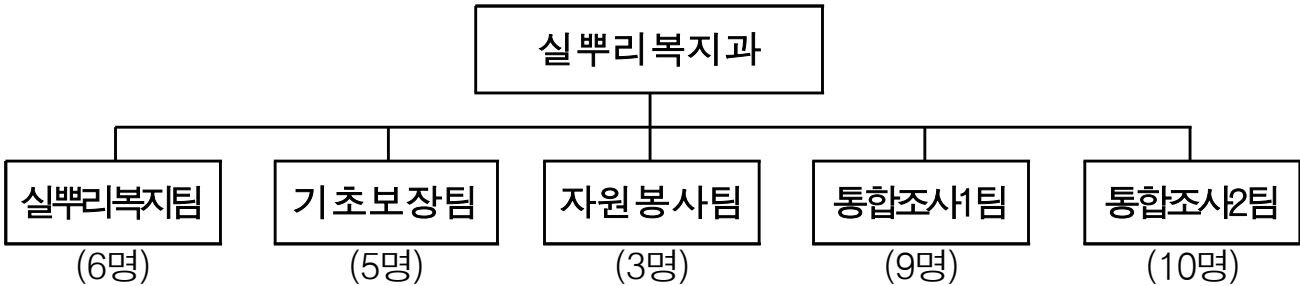 실뿌리복지과
실뿌리복지팀 기초보장팀 자원봉사팀 통합조사1팀 통합조사2팀
(6명) (5명) (3명) (9명) (10명)